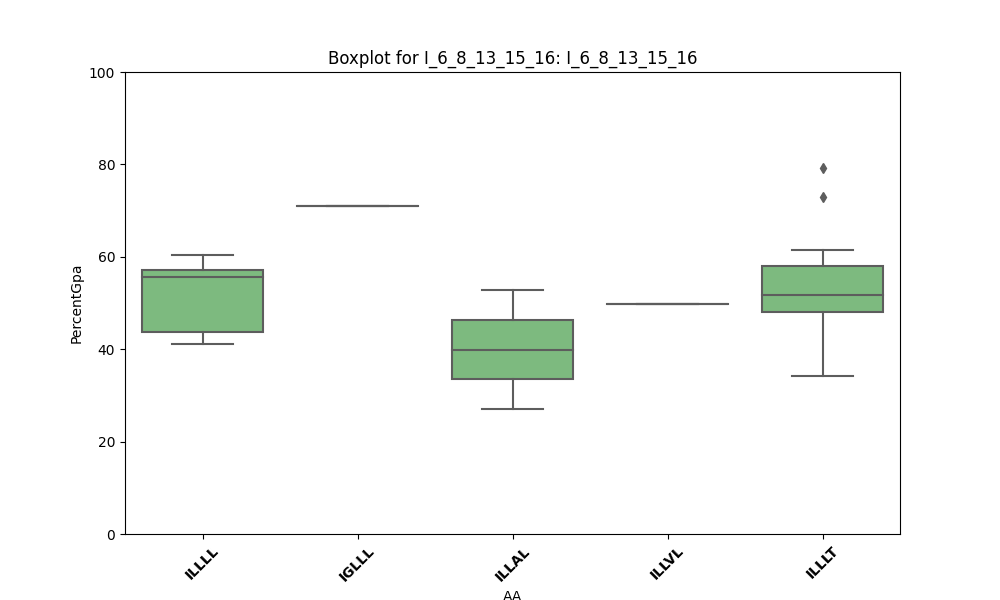 Boxplot for I_6_8_13_15_16: I_6_8_13_15_16
100
80
60
40
20
0
PercentGpa
ILLLL
IGLLL
ILLAL
ILLVL
ILLLT
AA